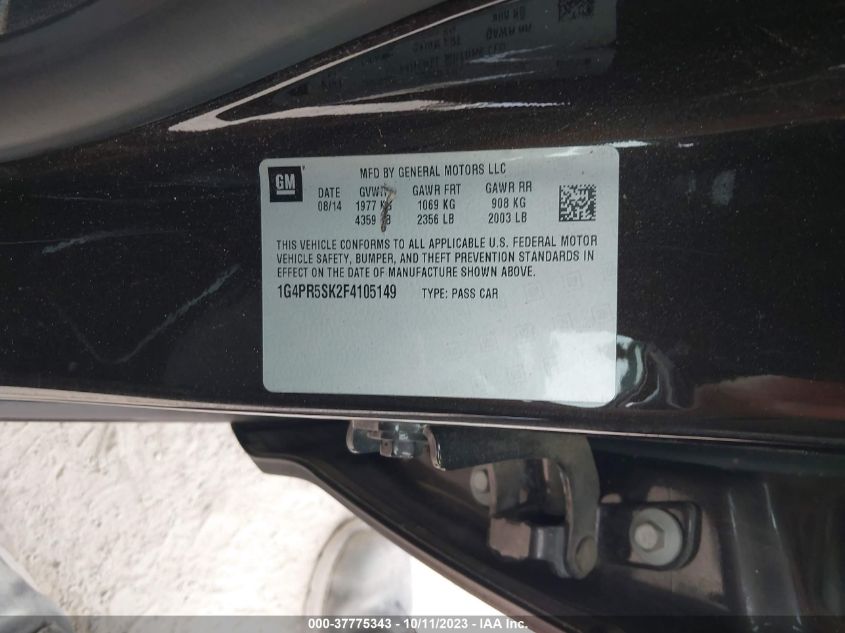 GM
MFD BY GENERAL MOTORS LLC
DATE GVWR GAWR FRT GAWR RR
08/14 1977 KG 1069 KG 908 KG
4359 LB 2356 LB 2003 LB
THIS VEHICLE CONFORMS TO ALL APPLICABLE U.S. FEDERAL MOTOR
VEHICLE SAFETY, BUMPER, AND THEFT PREVENTION STANDARDS IN
EFFECT ON THE DATE OF MANUFACTURE SHOWN ABOVE.
1G4PR5SK2F4105149 TYPE: PASS CAR
000-37775343 - 10/11/2023 - IAA Inc.